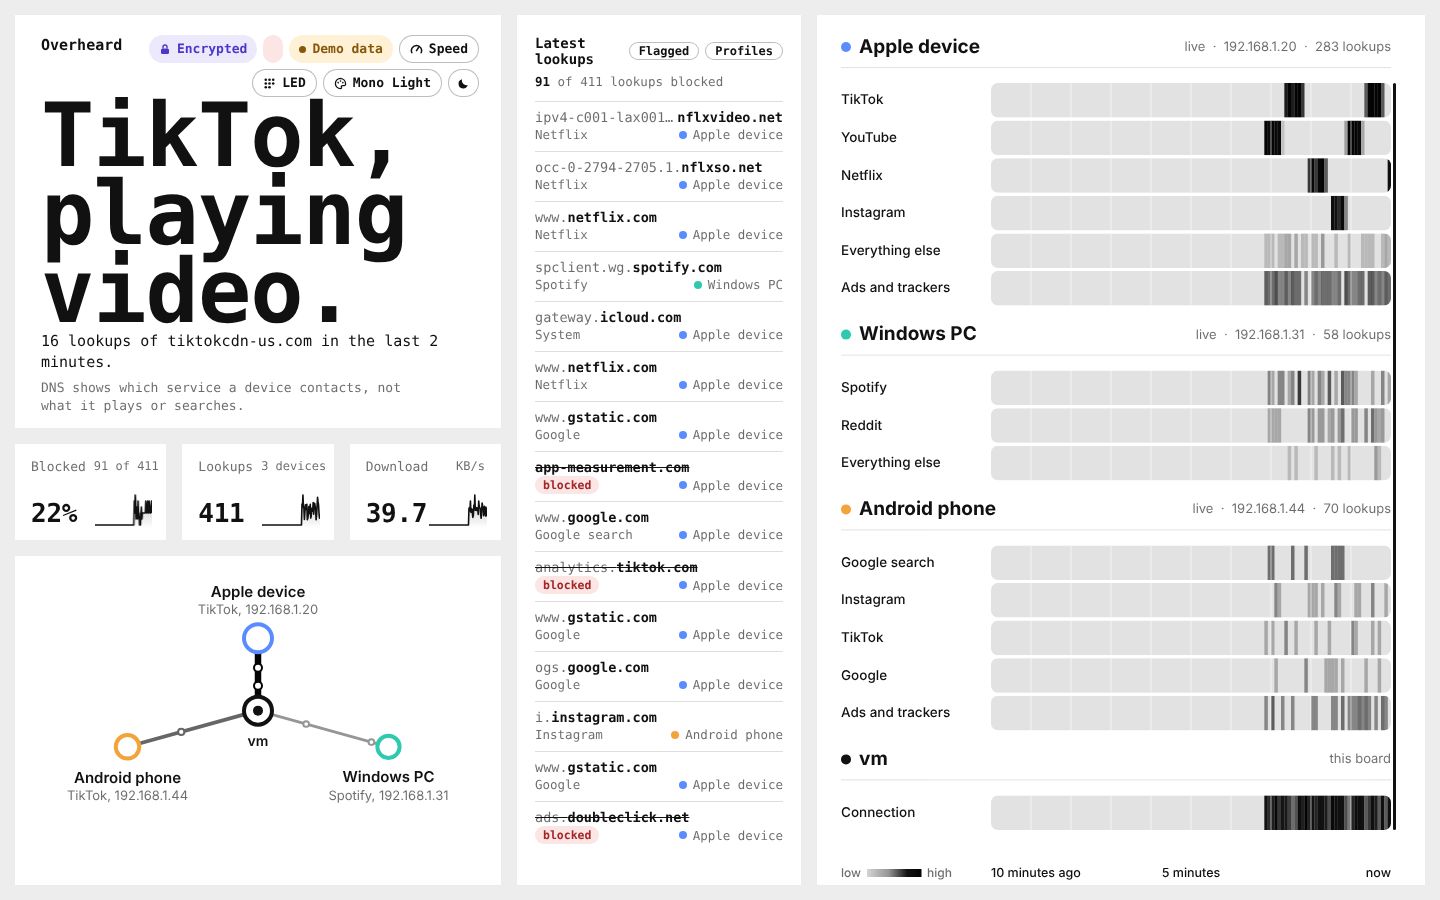 Overheard
Encrypted
Demo data
Speed
LED
Mono Light
TikTok,
playing
video.
16 lookups of tiktokcdn-us.com in the last 2
minutes.
DNS shows which service a device contacts, not
what it plays or searches.
Blocked 91 of 411
22%
Lookups 3 devices
411
Download KB/s
39.7
Apple device
TikTok, 192.168.1.20
vm
Android phone
TikTok, 192.168.1.44
Windows PC
Spotify, 192.168.1.31
Latest
lookups
Flagged
Profiles
91 of 411 lookups blocked
ipv4-c001-lax001… nflxvideo.net
Netflix Apple device
occ-0-2794-2705.1.nflxso.net
Netflix Apple device
www.netflix.com
Netflix Apple device
spclient.wg.spotify.com
Spotify Windows PC
gateway.icloud.com
System Apple device
www.netflix.com
Netflix Apple device
www.gstatic.com
Google Apple device
app-measurement.com
blocked Apple device
www.google.com
Google search Apple device
analytics.tiktok.com
blocked Apple device
www.gstatic.com
Google Apple device
ogs.google.com
Google Apple device
i.instagram.com
Instagram Android phone
www.gstatic.com
Google Apple device
ads.doubleclick.net
blocked Apple device
Apple device live · 192.168.1.20 · 283 lookups
TikTok
YouTube
Netflix
Instagram
Everything else
Ads and trackers
Windows PC live · 192.168.1.31 · 58 lookups
Spotify
Reddit
Everything else
Android phone live · 192.168.1.44 · 70 lookups
Google search
Instagram
TikTok
Google
Ads and trackers
vm this board
Connection
low high 10 minutes ago 5 minutes now